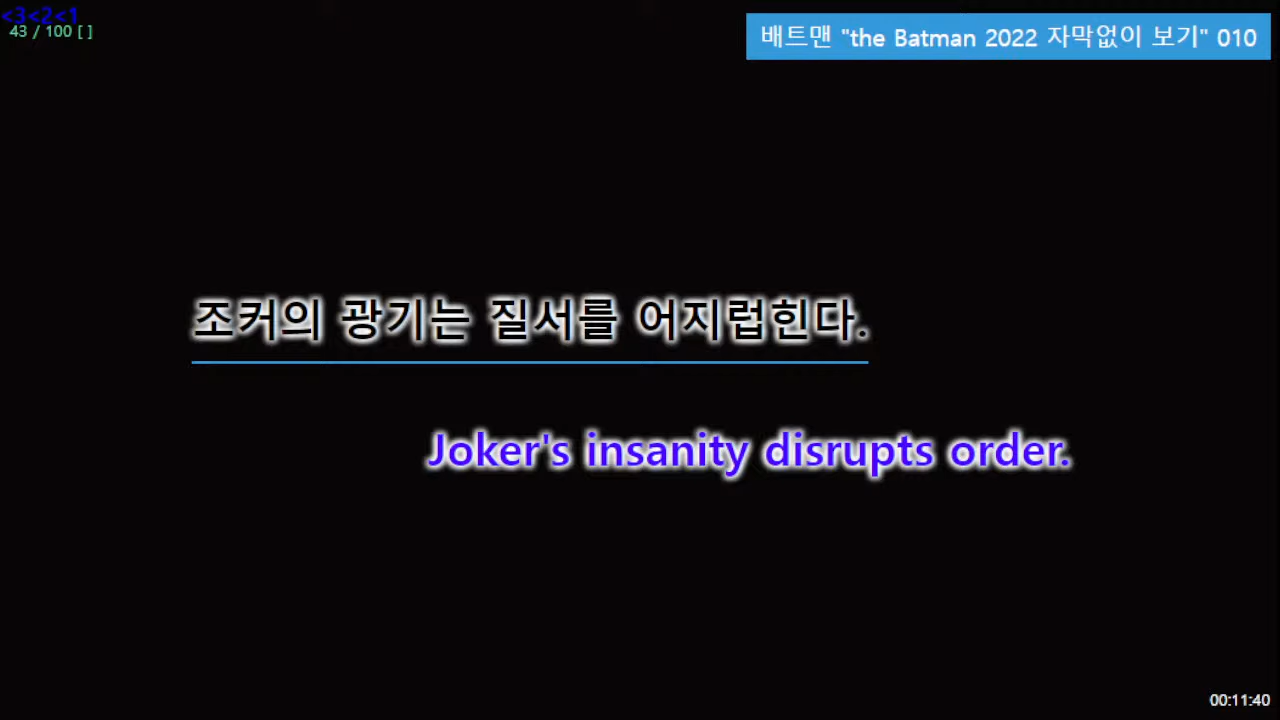 <3<2<1
43 / 100 [ ]
배트맨 "the Batman 2022 자막없이 보기" 010
조커의 광기는 질서를 어지럽힌다.
Joker's insanity disrupts order.
00:11:40